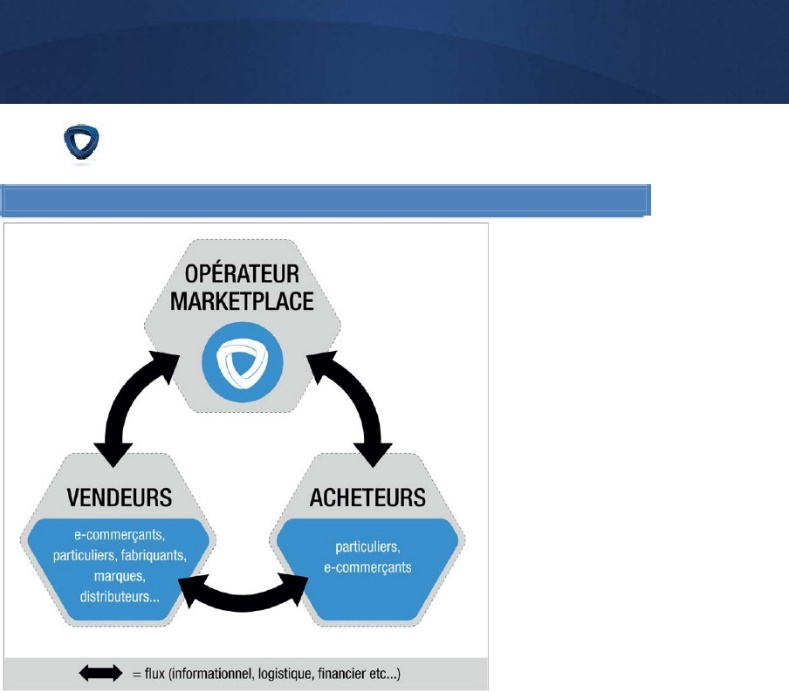 OPÉRATEUR
MARKETPLACE
VENDEURS
e-commerçants,
particuliers, fabriquants,
marques,
distributeurs...
ACHETEURS
particuliers,
e-commerçants
= flux (informationnel, logistique, financier etc...)